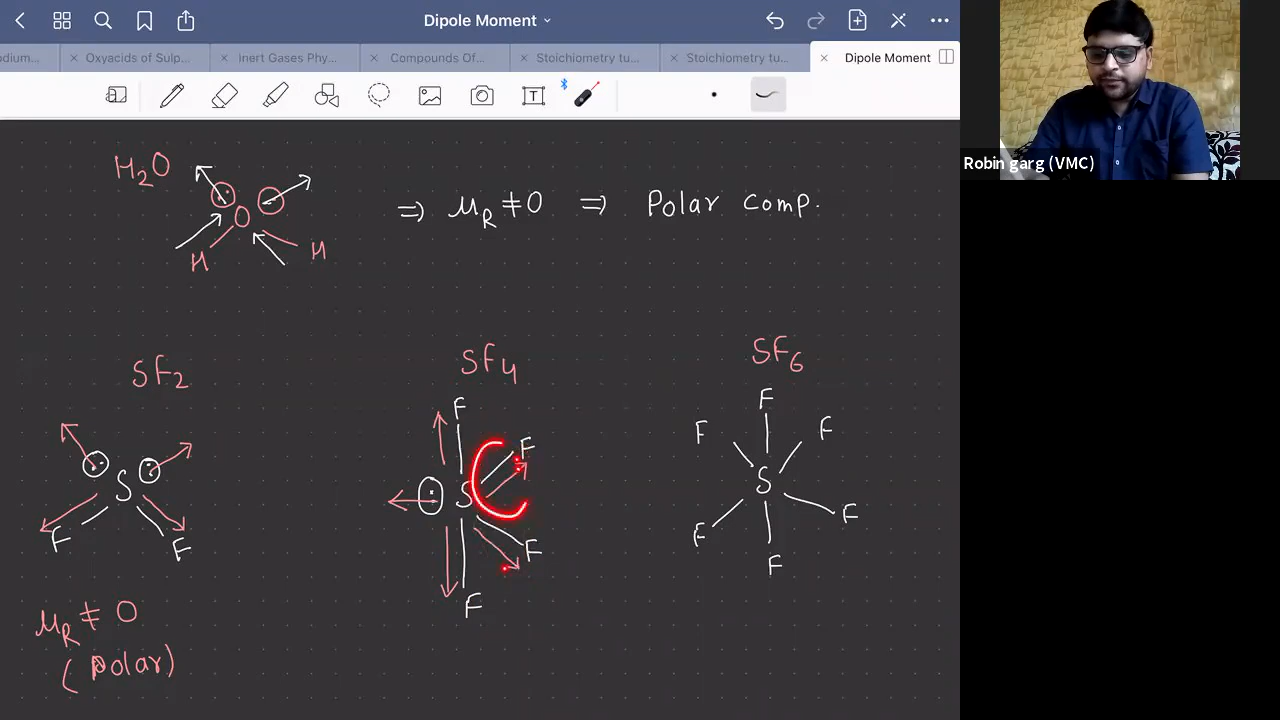 Dipole Moment
odium...
Oxyacids of Sulp...
Inert Gases Phy...
Compounds Of...
Stoichiometry tu...
Stoichiometry tu...
Dipole Moment
T
Robin garg (VMC)
H2O
O
H H
⇒ μR ≠ 0 ⇒ Polar comp.
SF2
S
F F
μR ≠ 0
(Polar)
SF4
F
F
S
F
F
SF6
F
F F
S
F F
F